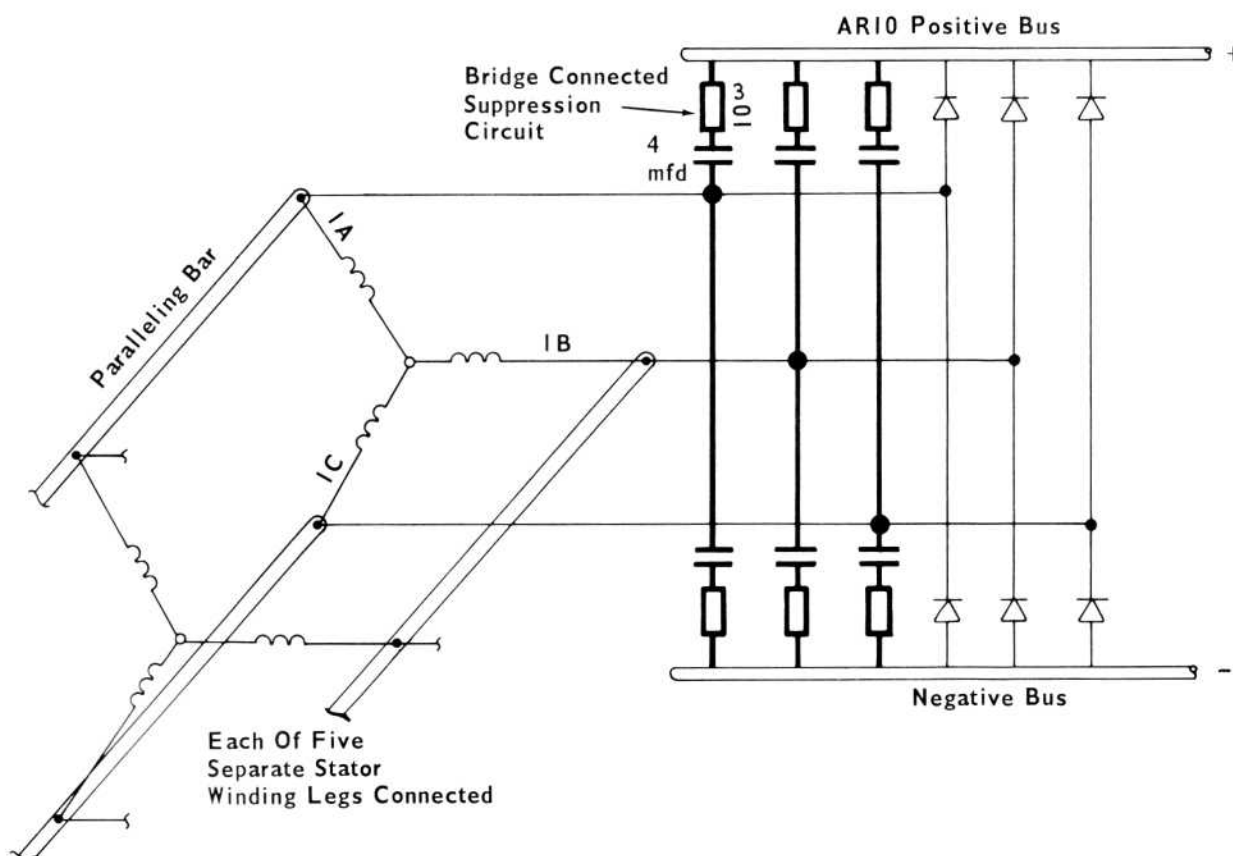 AR10 Positive Bus
+
Bridge Connected
Suppression
Circuit
3
10
4
mfd
1A
Paralleling Bar
1B
1C
-
Negative Bus
Each Of Five
Separate Stator
Winding Legs Connected